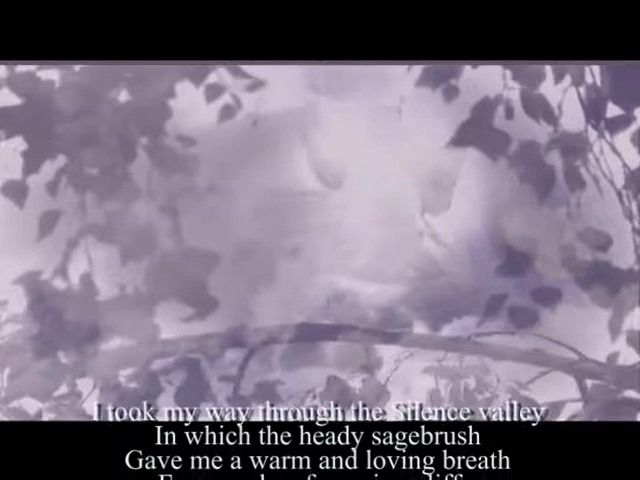 I took my way through the Silence valley
In which the heady sagebrush
Gave me a warm and loving breath